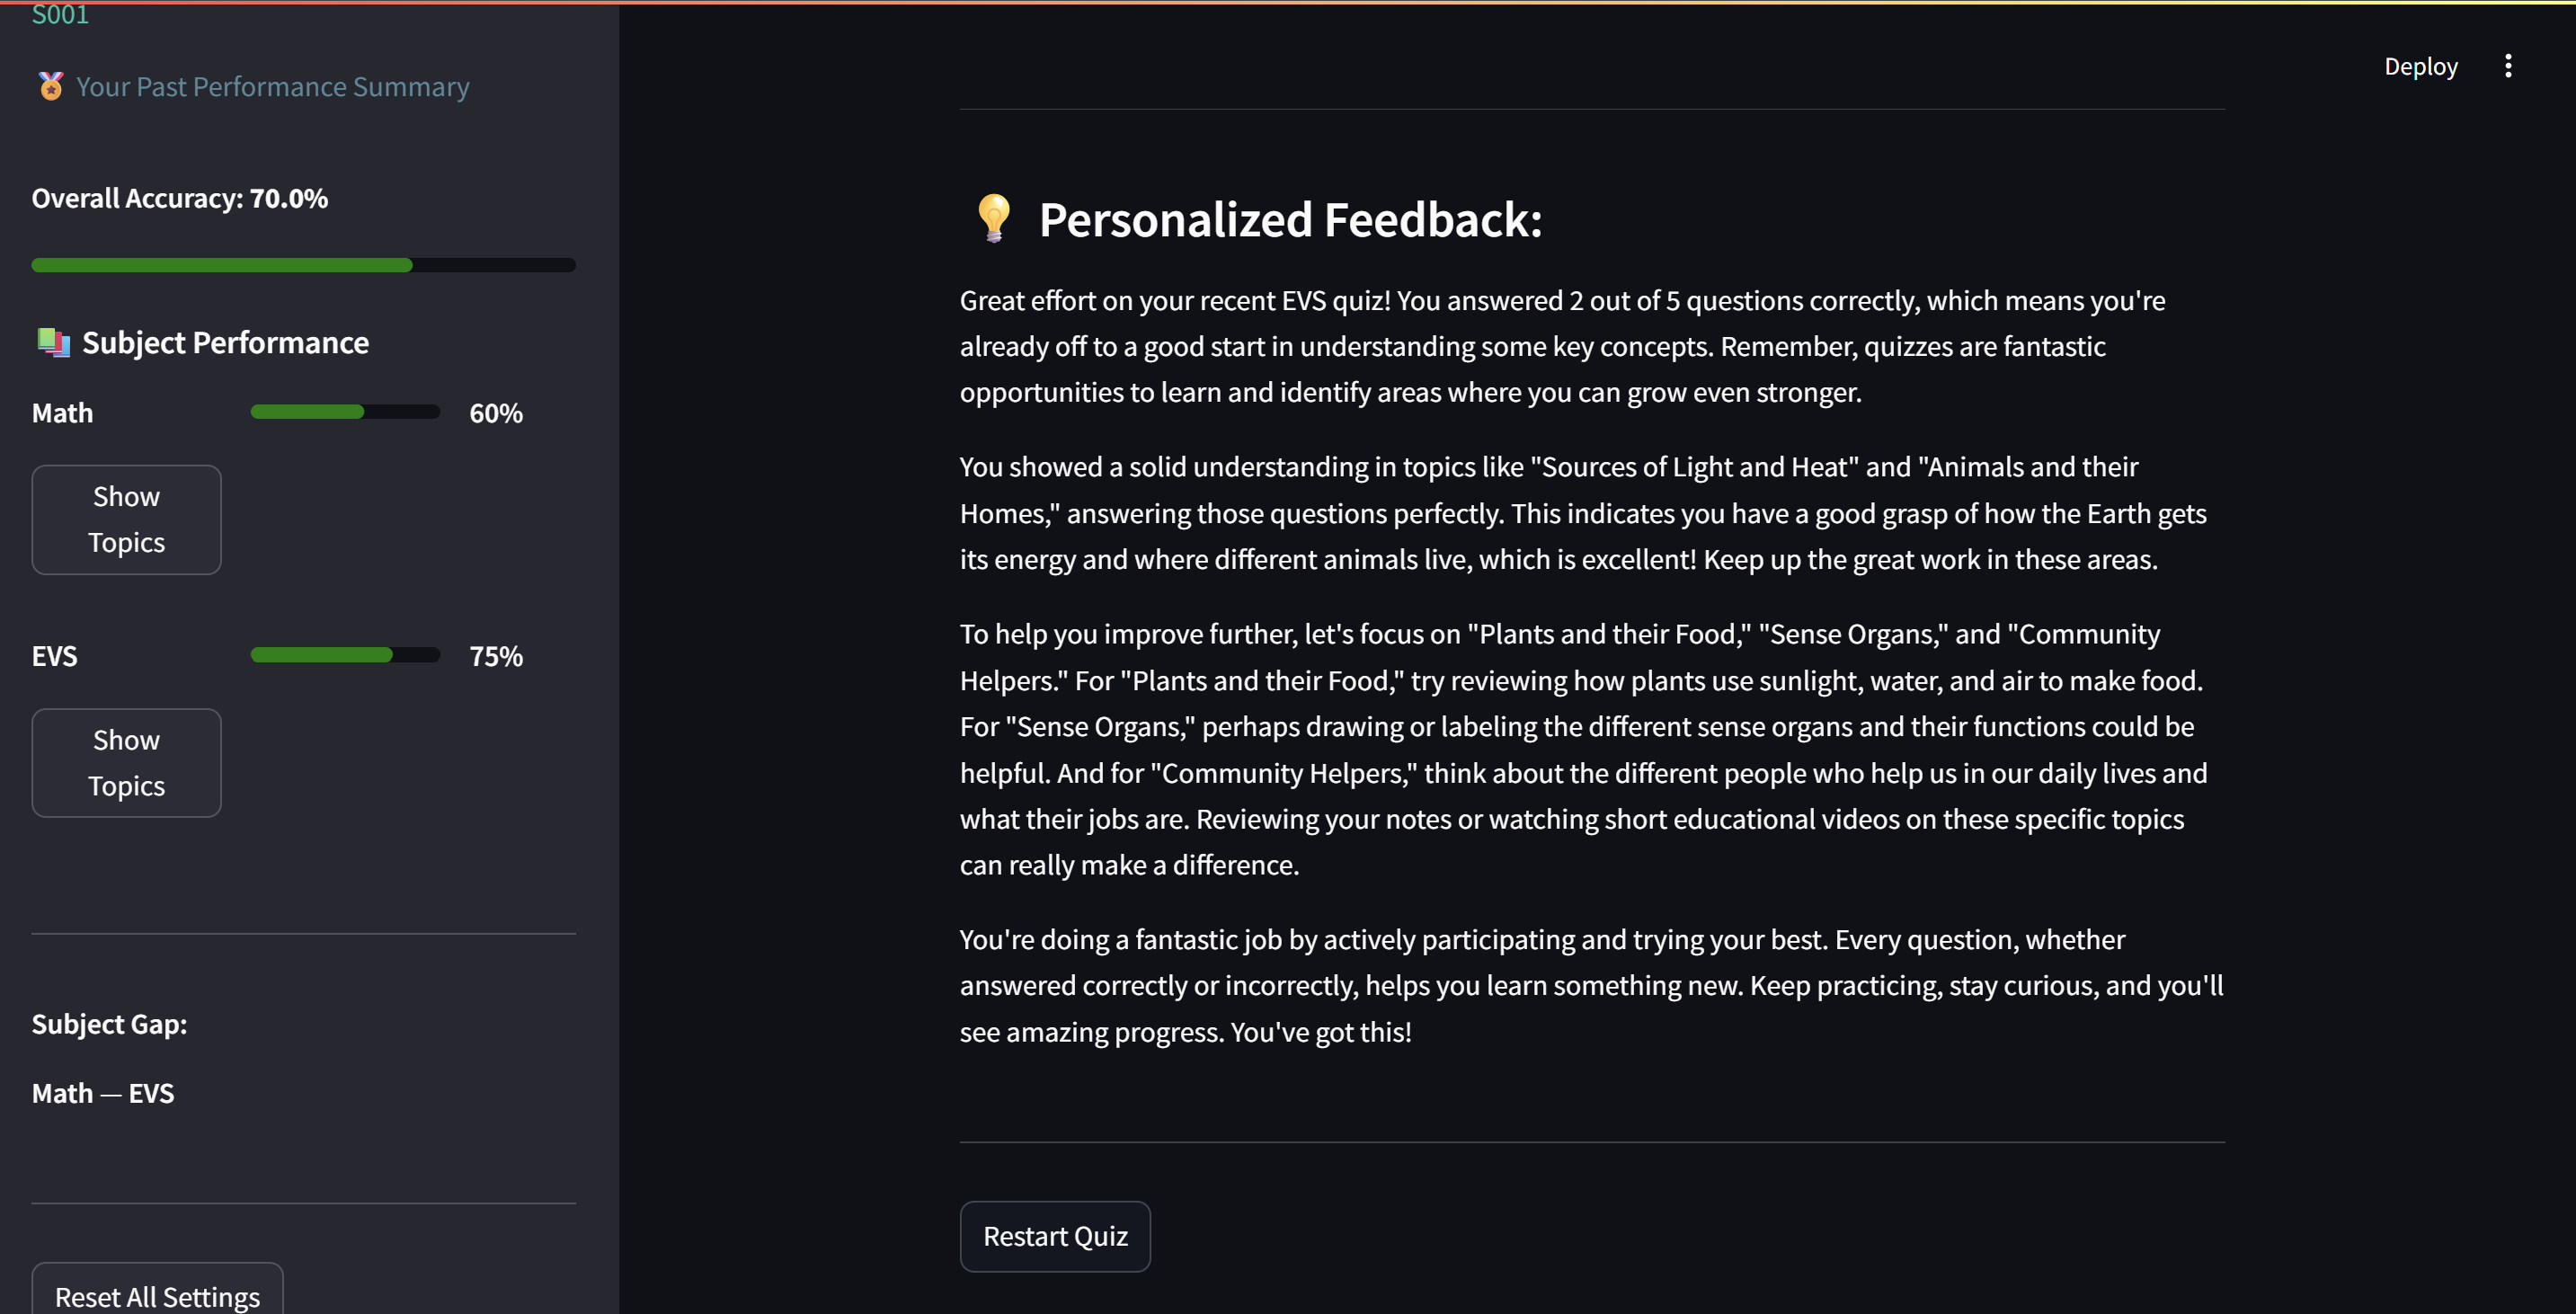 S001
Your Past Performance Summary
Overall Accuracy: 70.0%
Subject Performance
Math 60%
Show
Topics
EVS 75%
Show
Topics
Subject Gap:
Math — EVS
Reset All Settings
Deploy
Personalized Feedback:
Great effort on your recent EVS quiz! You answered 2 out of 5 questions correctly, which means you're
already off to a good start in understanding some key concepts. Remember, quizzes are fantastic
opportunities to learn and identify areas where you can grow even stronger.
You showed a solid understanding in topics like "Sources of Light and Heat" and "Animals and their
Homes," answering those questions perfectly. This indicates you have a good grasp of how the Earth gets
its energy and where different animals live, which is excellent! Keep up the great work in these areas.
To help you improve further, let's focus on "Plants and their Food," "Sense Organs," and "Community
Helpers." For "Plants and their Food," try reviewing how plants use sunlight, water, and air to make food.
For "Sense Organs," perhaps drawing or labeling the different sense organs and their functions could be
helpful. And for "Community Helpers," think about the different people who help us in our daily lives and
what their jobs are. Reviewing your notes or watching short educational videos on these specific topics
can really make a difference.
You're doing a fantastic job by actively participating and trying your best. Every question, whether
answered correctly or incorrectly, helps you learn something new. Keep practicing, stay curious, and you'll
see amazing progress. You've got this!
Restart Quiz